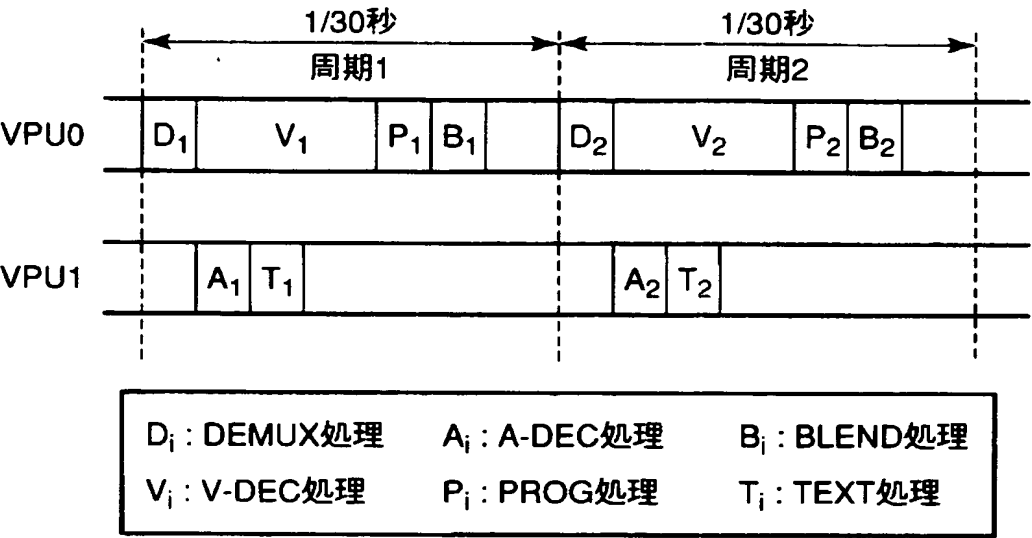 1/30秒 1/30秒
周期1 周期2
VPU0 D1 V1 P1 B1 D2 V2 P2 B2
VPU1 A1 T1 A2 T2
Di : DEMUX処理 Ai : A-DEC処理 Bi : BLEND処理
Vi : V-DEC処理 Pi : PROG処理 Ti : TEXT処理